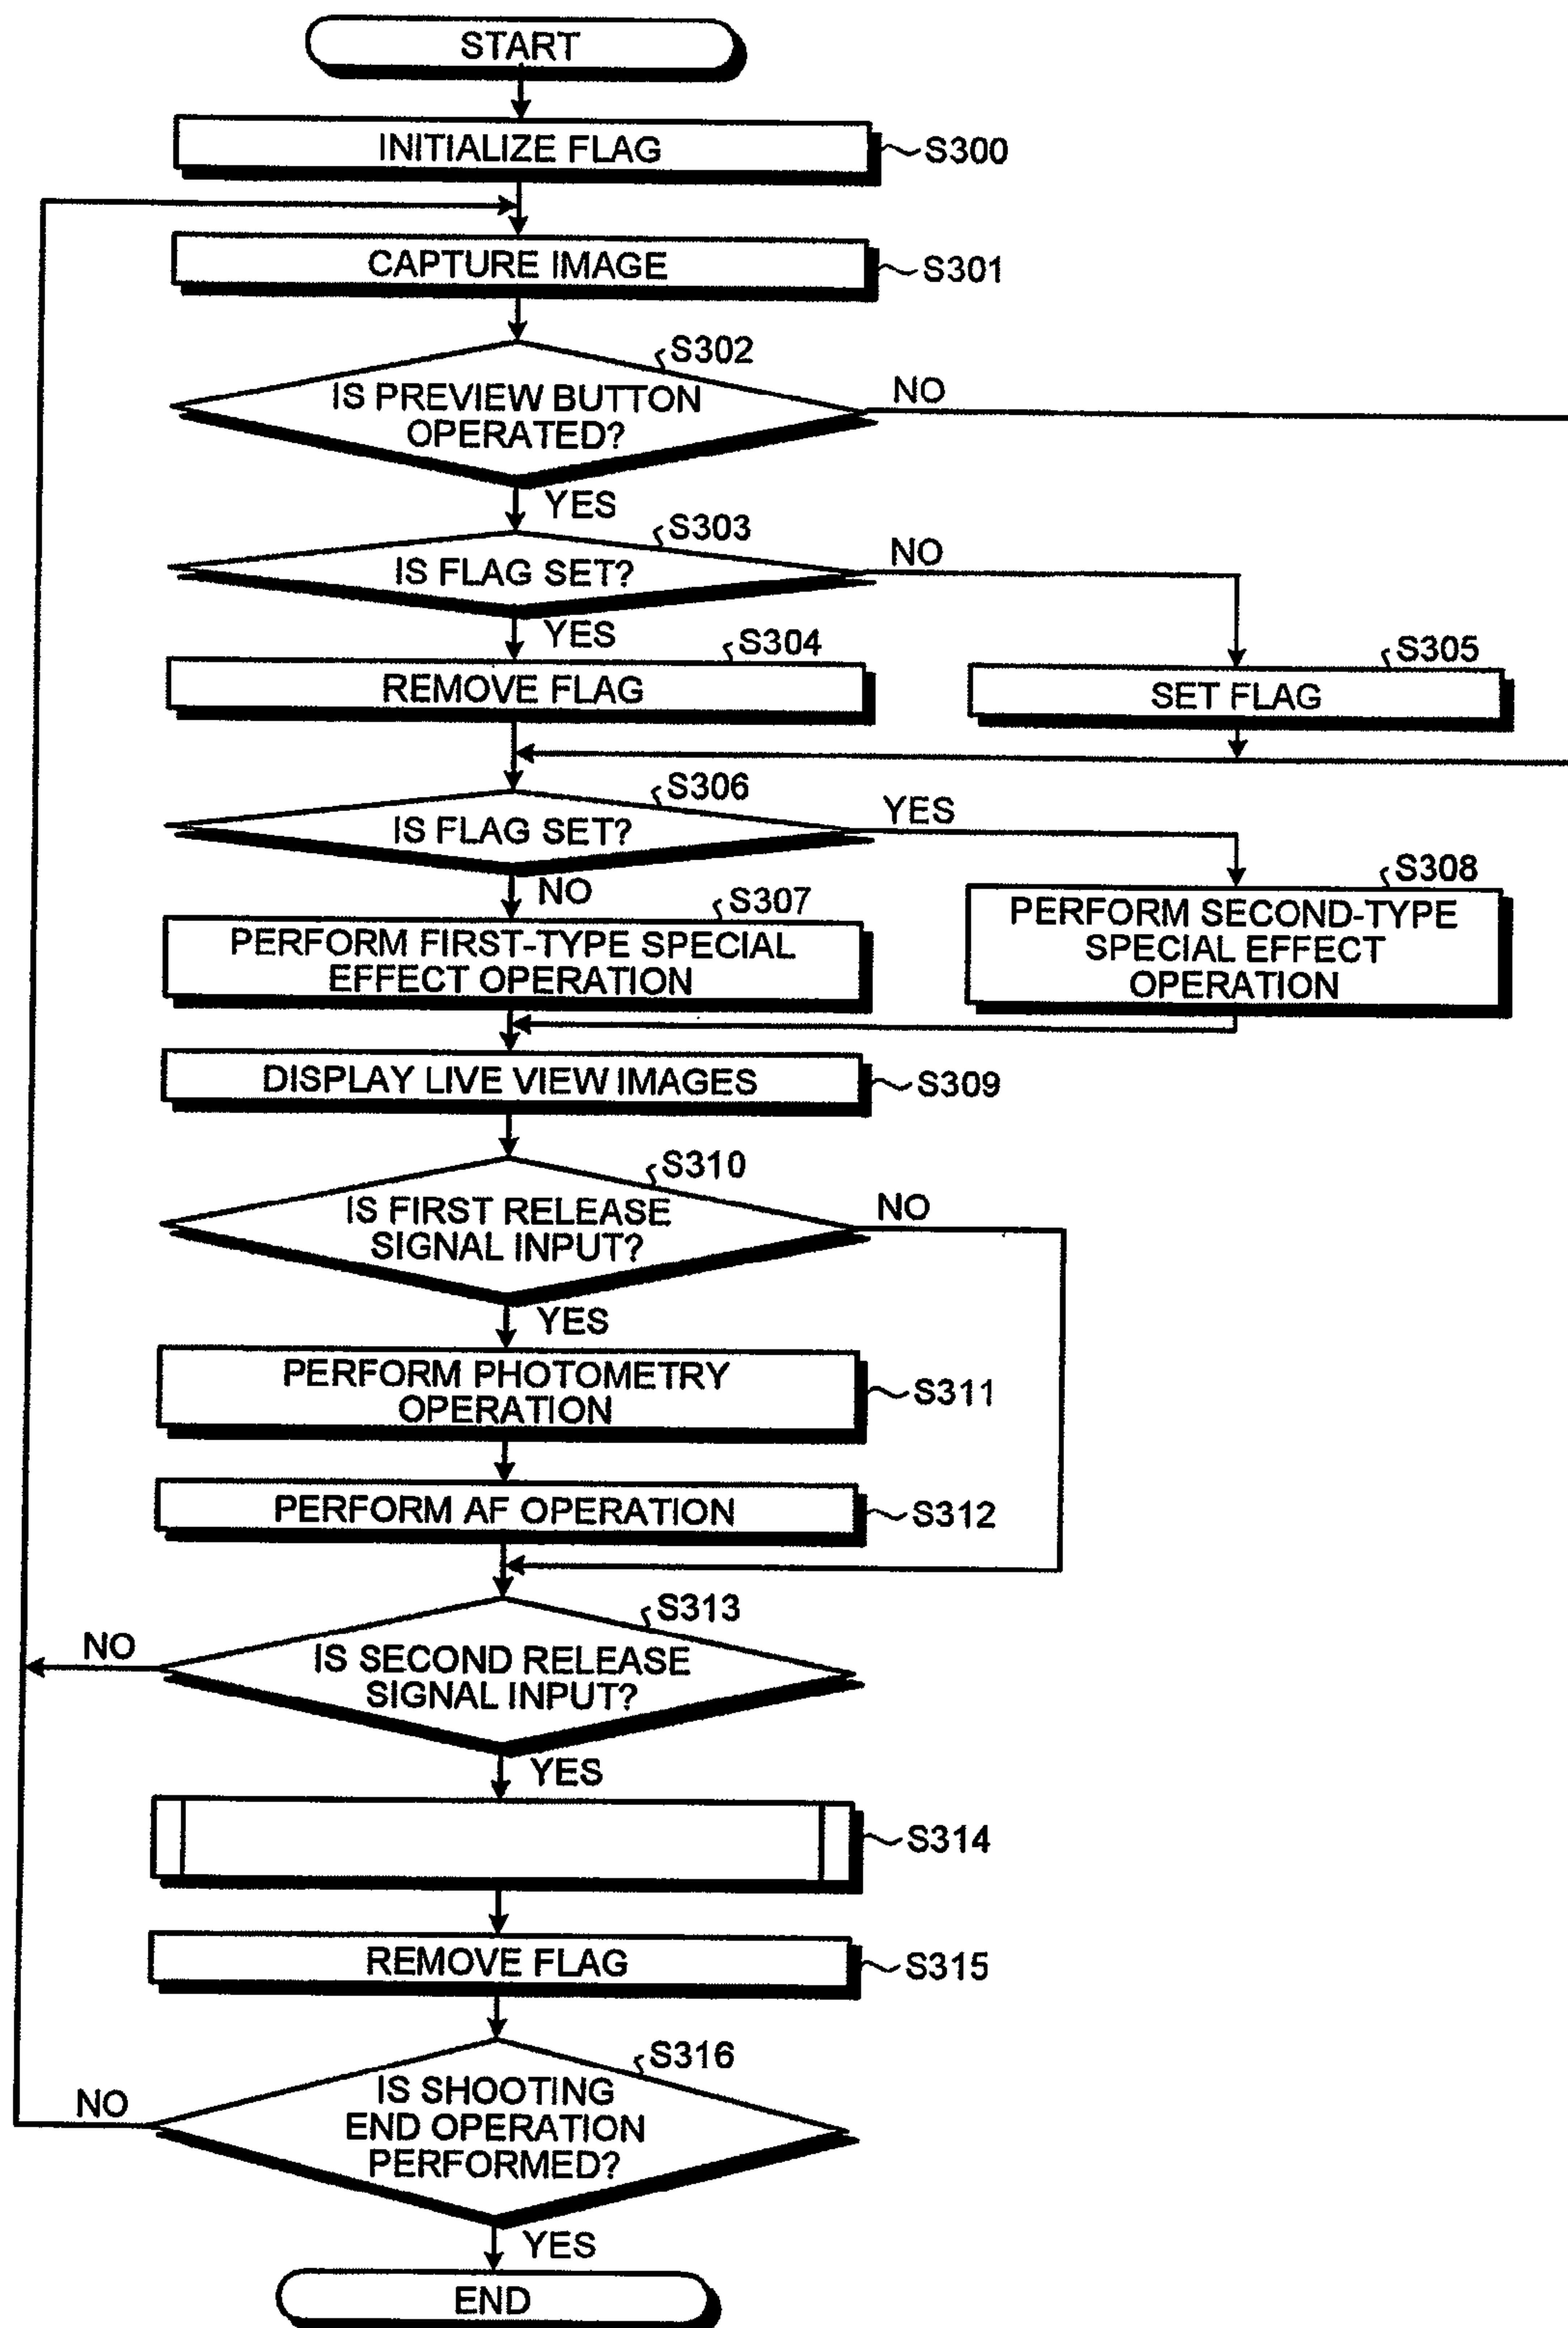 START
INITIALIZE FLAG
S300
CAPTURE IMAGE
S301
S302
IS PREVIEW BUTTON
OPERATED?
NO
YES
S303
IS FLAG SET?
NO
YES
S304
REMOVE FLAG
S305
SET FLAG
S306
IS FLAG SET?
YES
NO
S307
PERFORM FIRST-TYPE SPECIAL
EFFECT OPERATION
S308
PERFORM SECOND-TYPE
SPECIAL EFFECT
OPERATION
DISPLAY LIVE VIEW IMAGES
S309
S310
IS FIRST RELEASE
SIGNAL INPUT?
NO
YES
PERFORM PHOTOMETRY
OPERATION
S311
PERFORM AF OPERATION
S312
S313
IS SECOND RELEASE
SIGNAL INPUT?
NO
YES
S314
REMOVE FLAG
S315
S316
IS SHOOTING
END OPERATION
PERFORMED?
NO
YES
END